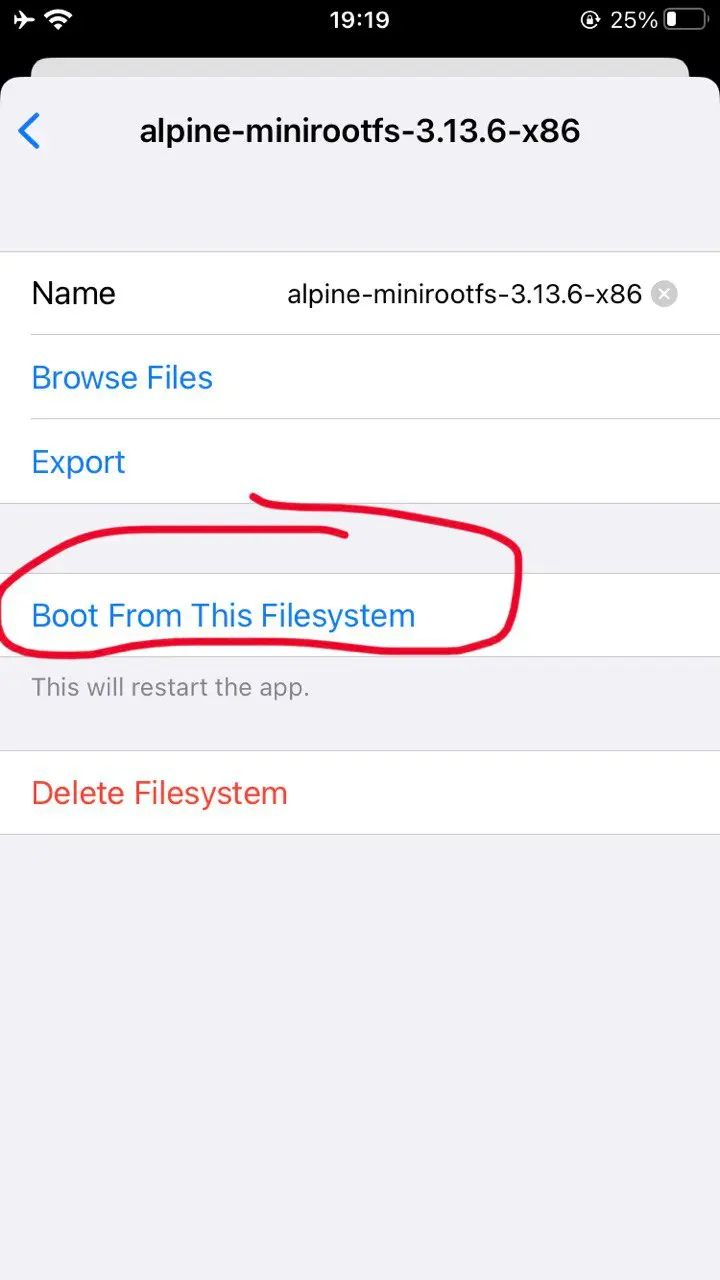 19:19 25%
alpine-minirootfs-3.13.6-x86
Name alpine-minirootfs-3.13.6-x86
Browse Files
Export
Boot From This Filesystem
This will restart the app.
Delete Filesystem